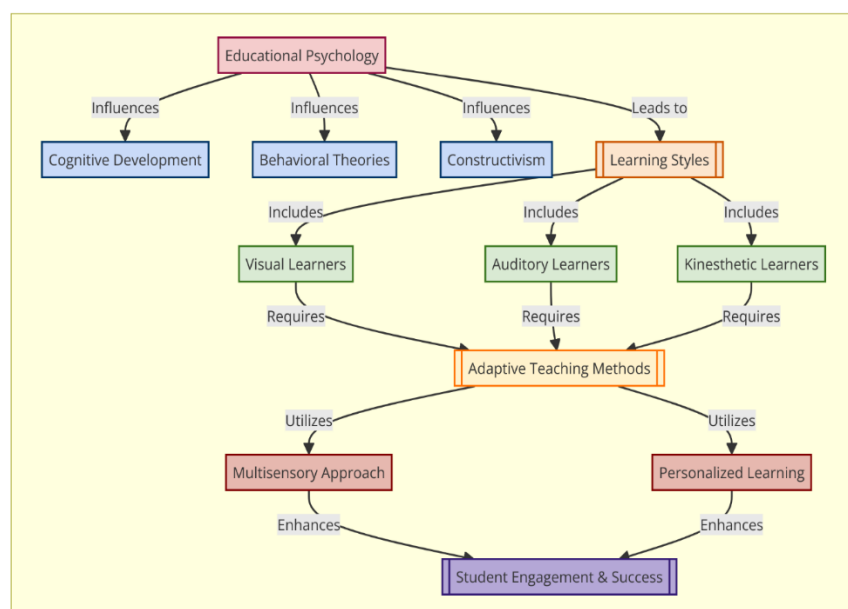 Educational Psychology
Influences
Influences
Influences
Leads to
Cognitive Development
Behavioral Theories
Constructivism
Learning Styles
Includes
Includes
Includes
Visual Learners
Auditory Learners
Kinesthetic Learners
Requires
Requires
Requires
Adaptive Teaching Methods
Utilizes
Utilizes
Multisensory Approach
Personalized Learning
Enhances
Enhances
Student Engagement & Success